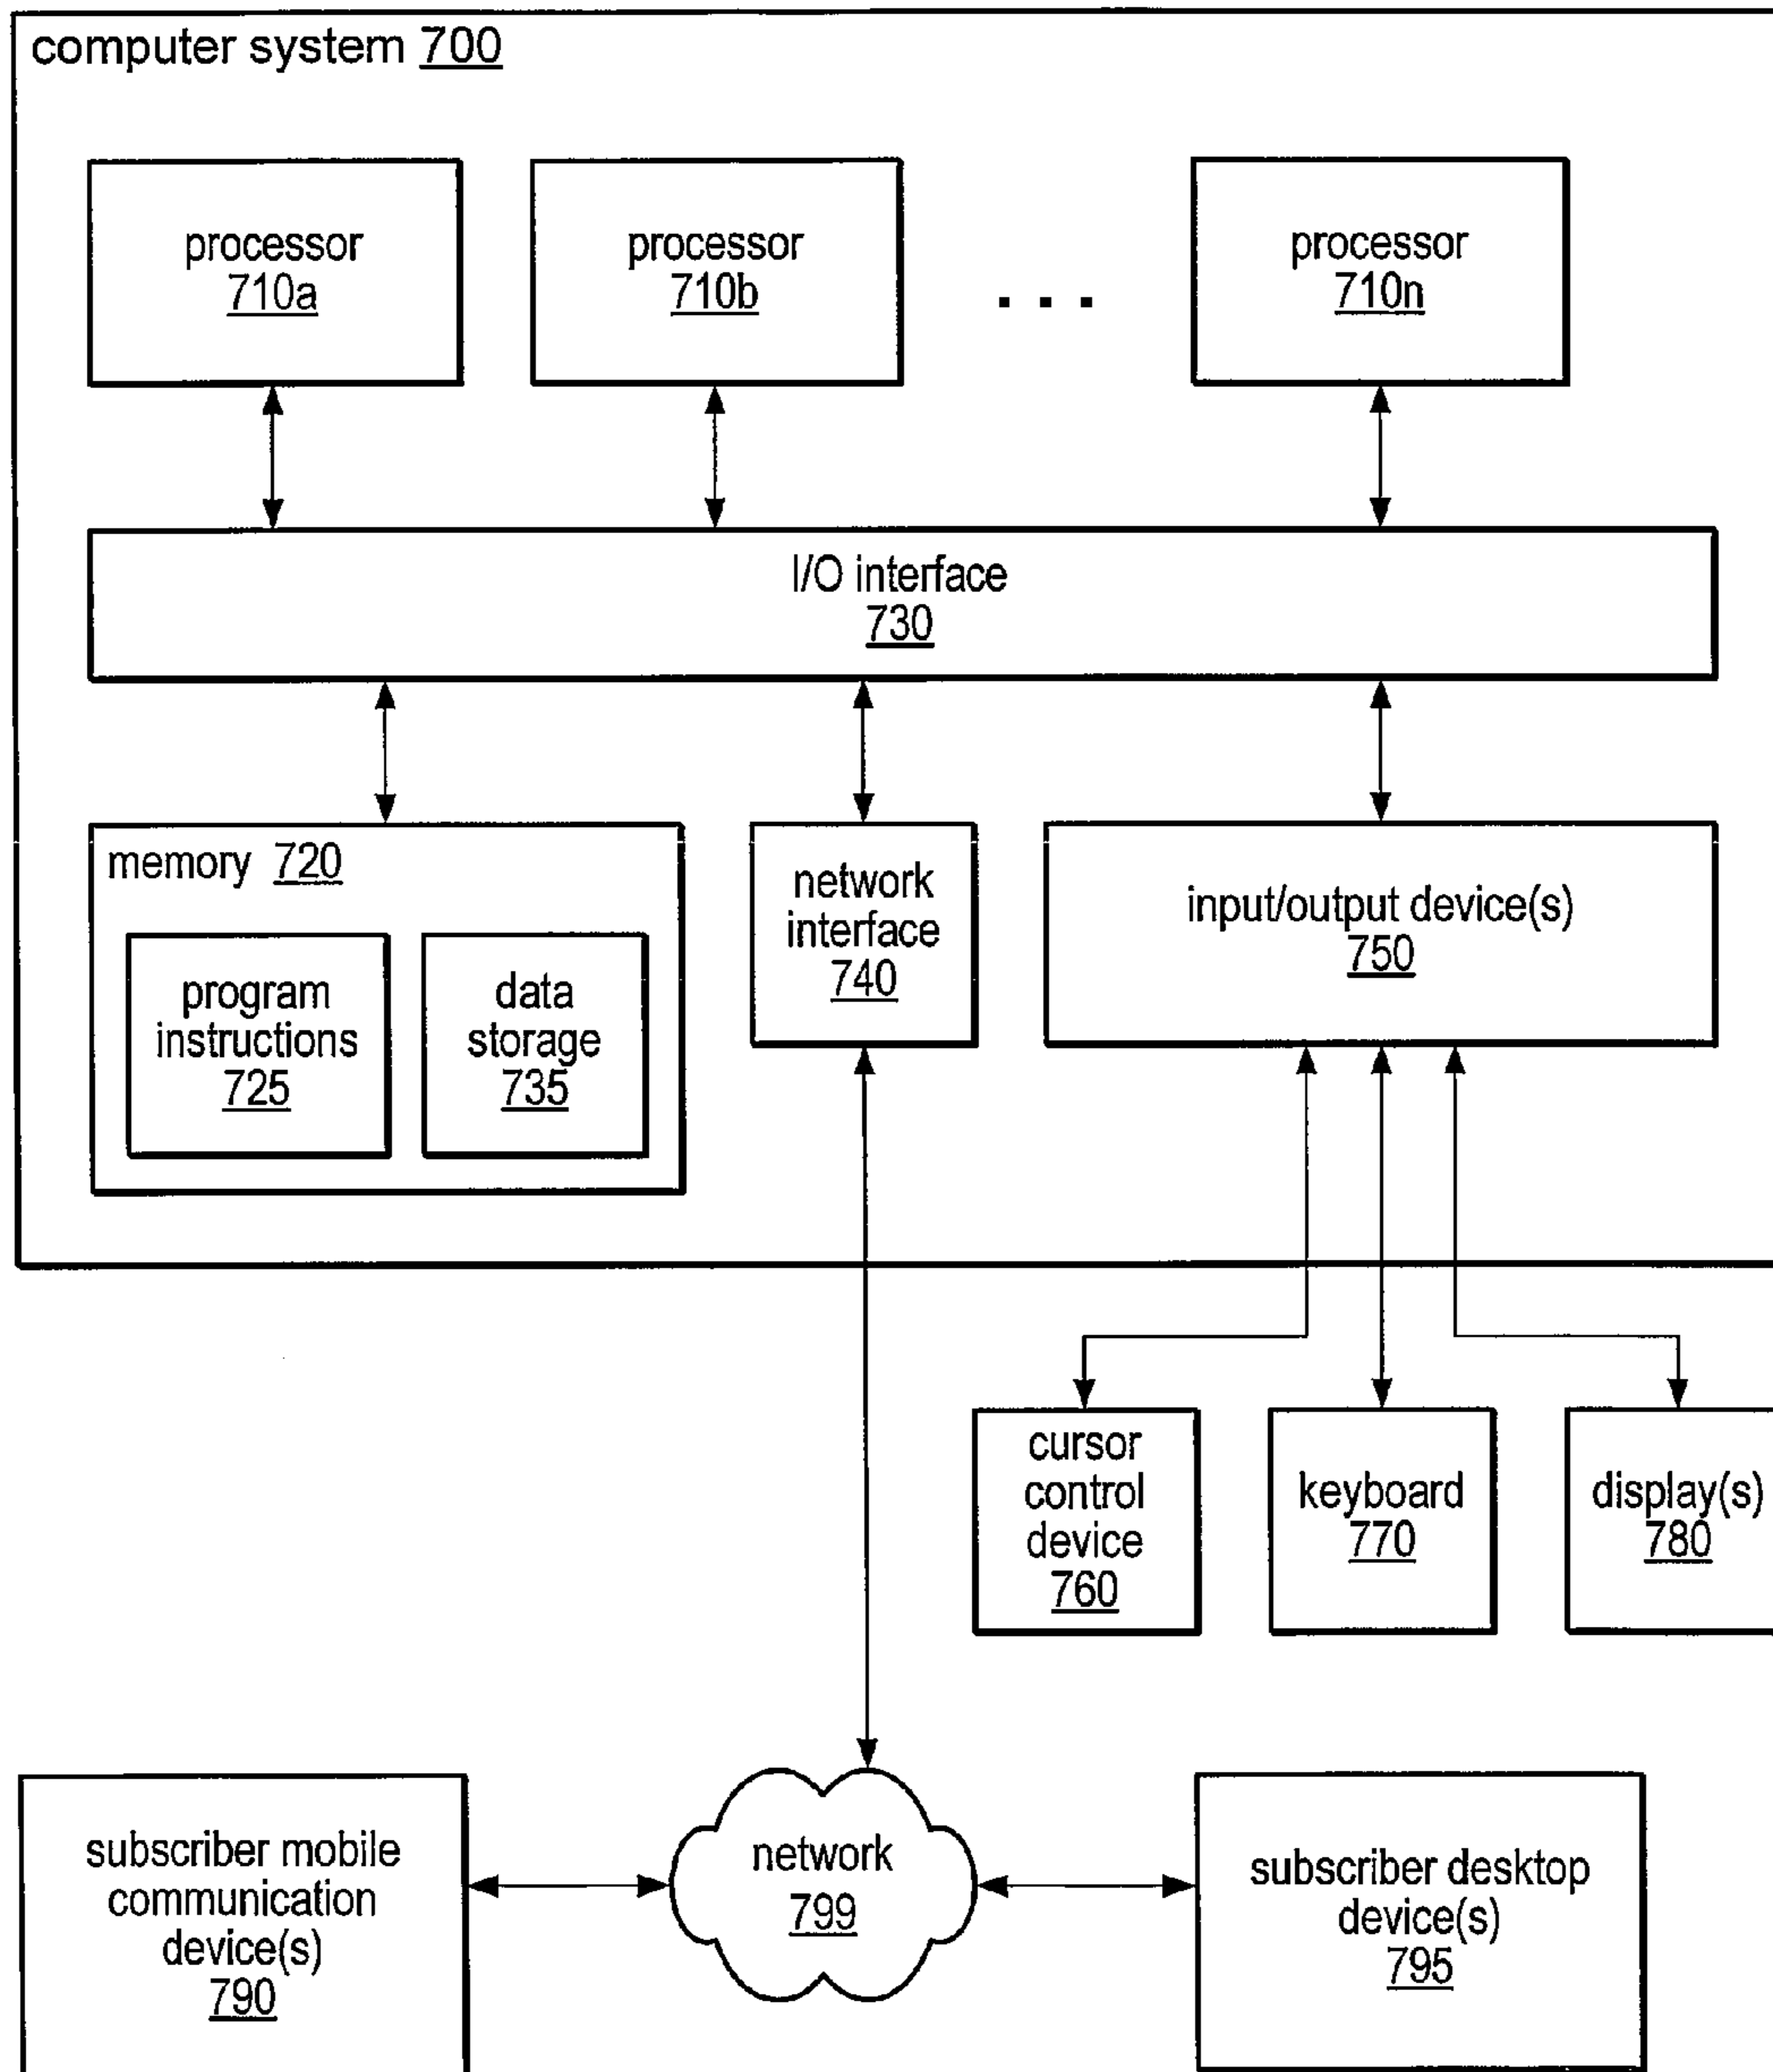 computer system 700
processor
710a
processor
710b
. . .
processor
710n
I/O interface
730
memory 720
program
instructions
725
data
storage
735
network
interface
740
input/output device(s)
750
cursor
control
device
760
keyboard
770
display(s)
780
subscriber mobile
communication
device(s)
790
network
799
subscriber desktop
device(s)
795